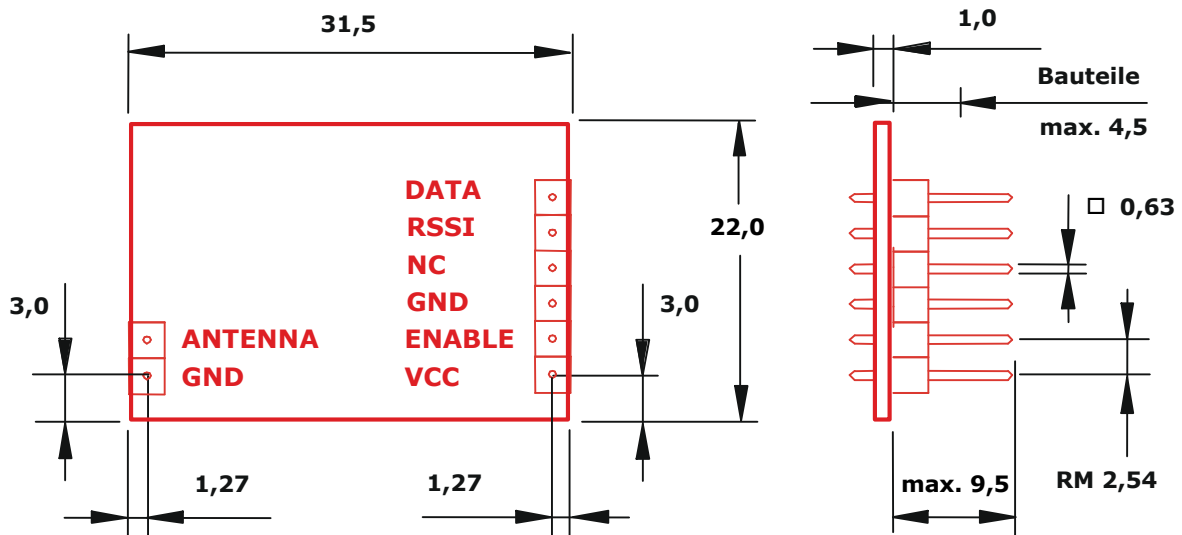 31,5
1,0
Bauteile
max. 4,5
DATA
RSSI
NC
GND
ENABLE
VCC
ANTENNA
GND
22,0
0,63
3,0
3,0
1,27
1,27
max. 9,5
RM 2,54